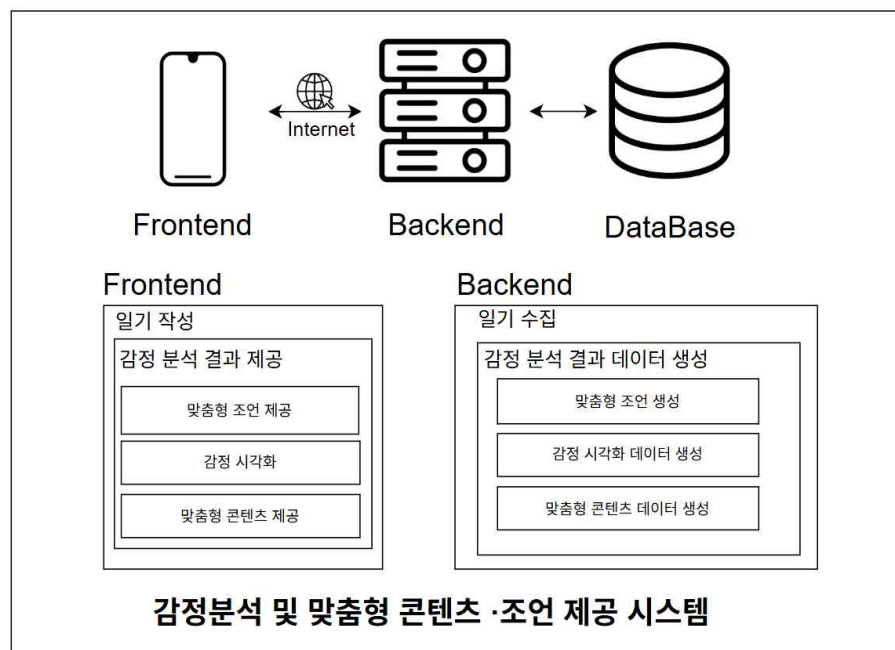 Internet
Frontend
Backend
DataBase
Frontend
일기 작성
감정 분석 결과 제공
맞춤형 조언 제공
감정 시각화
맞춤형 콘텐츠 제공
Backend
일기 수집
감정 분석 결과 데이터 생성
맞춤형 조언 생성
감정 시각화 데이터 생성
맞춤형 콘텐츠 데이터 생성
감정분석 및 맞춤형 콘텐츠 ·조언 제공 시스템